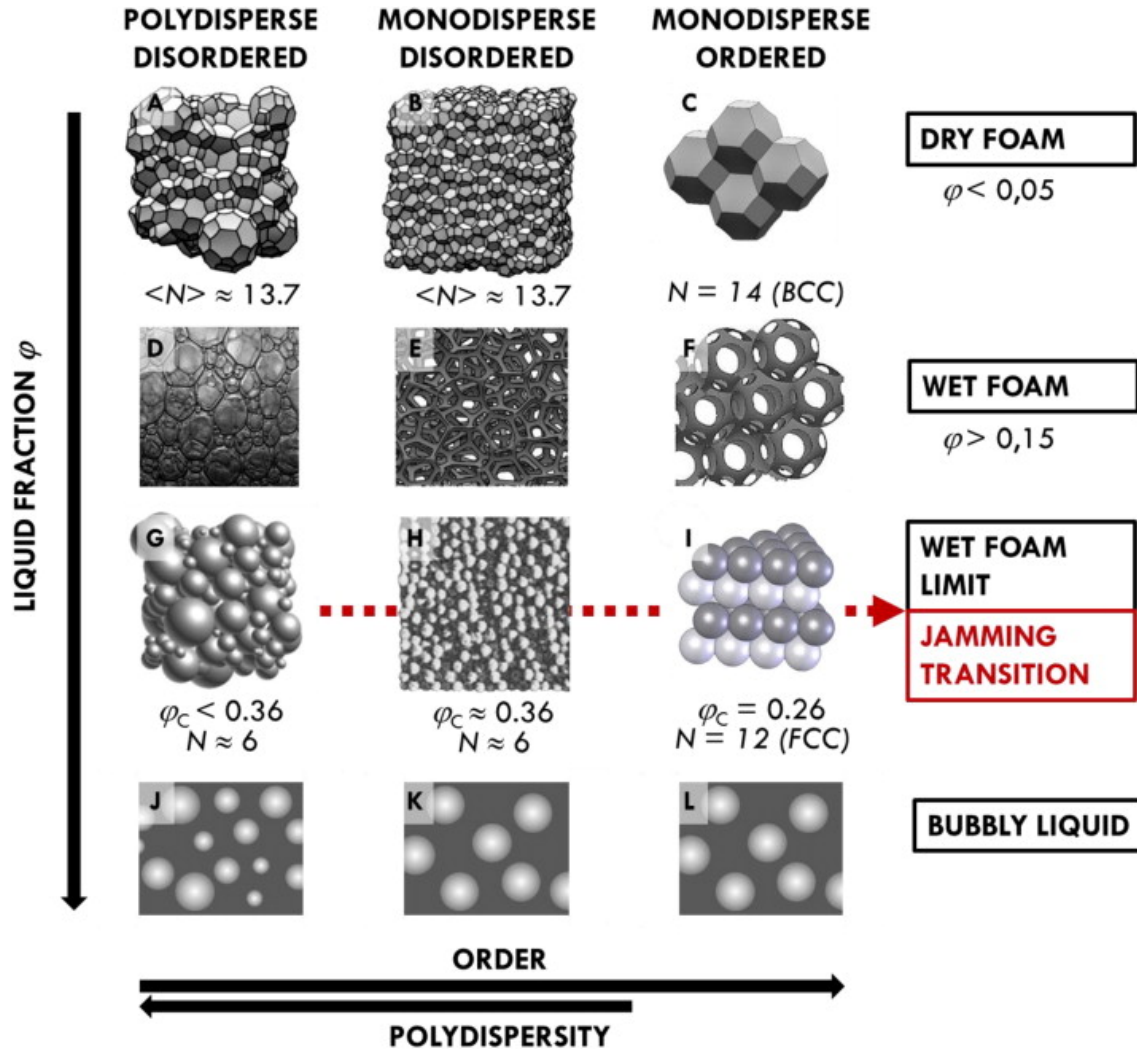 POLYDISPERSE
DISORDERED
MONODISPERSE
DISORDERED
MONODISPERSE
ORDERED
LIQUID FRACTION φ
A
B
C
DRY FOAM
φ < 0,05
<N> ≈ 13.7
<N> ≈ 13.7
N = 14 (BCC)
D
E
F
WET FOAM
φ > 0,15
G
H
I
WET FOAM
LIMIT
JAMMING
TRANSITION
φC < 0.36
N ≈ 6
φC ≈ 0.36
N ≈ 6
φC = 0.26
N = 12 (FCC)
J
K
L
BUBBLY LIQUID
ORDER
POLYDISPERSITY